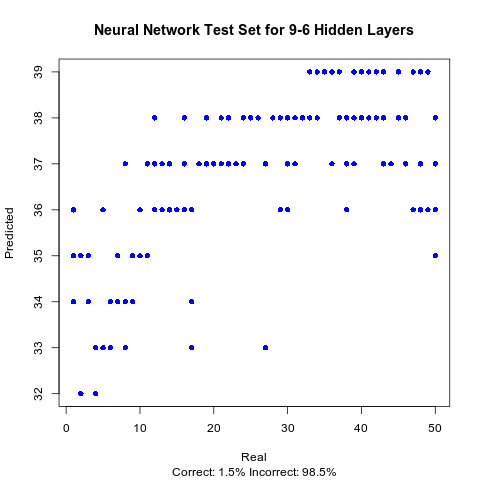 Neural Network Test Set for 9-6 Hidden Layers
Predicted
39
38
37
36
35
34
33
32
0 10 20 30 40 50
Real
Correct: 1.5% Incorrect: 98.5%